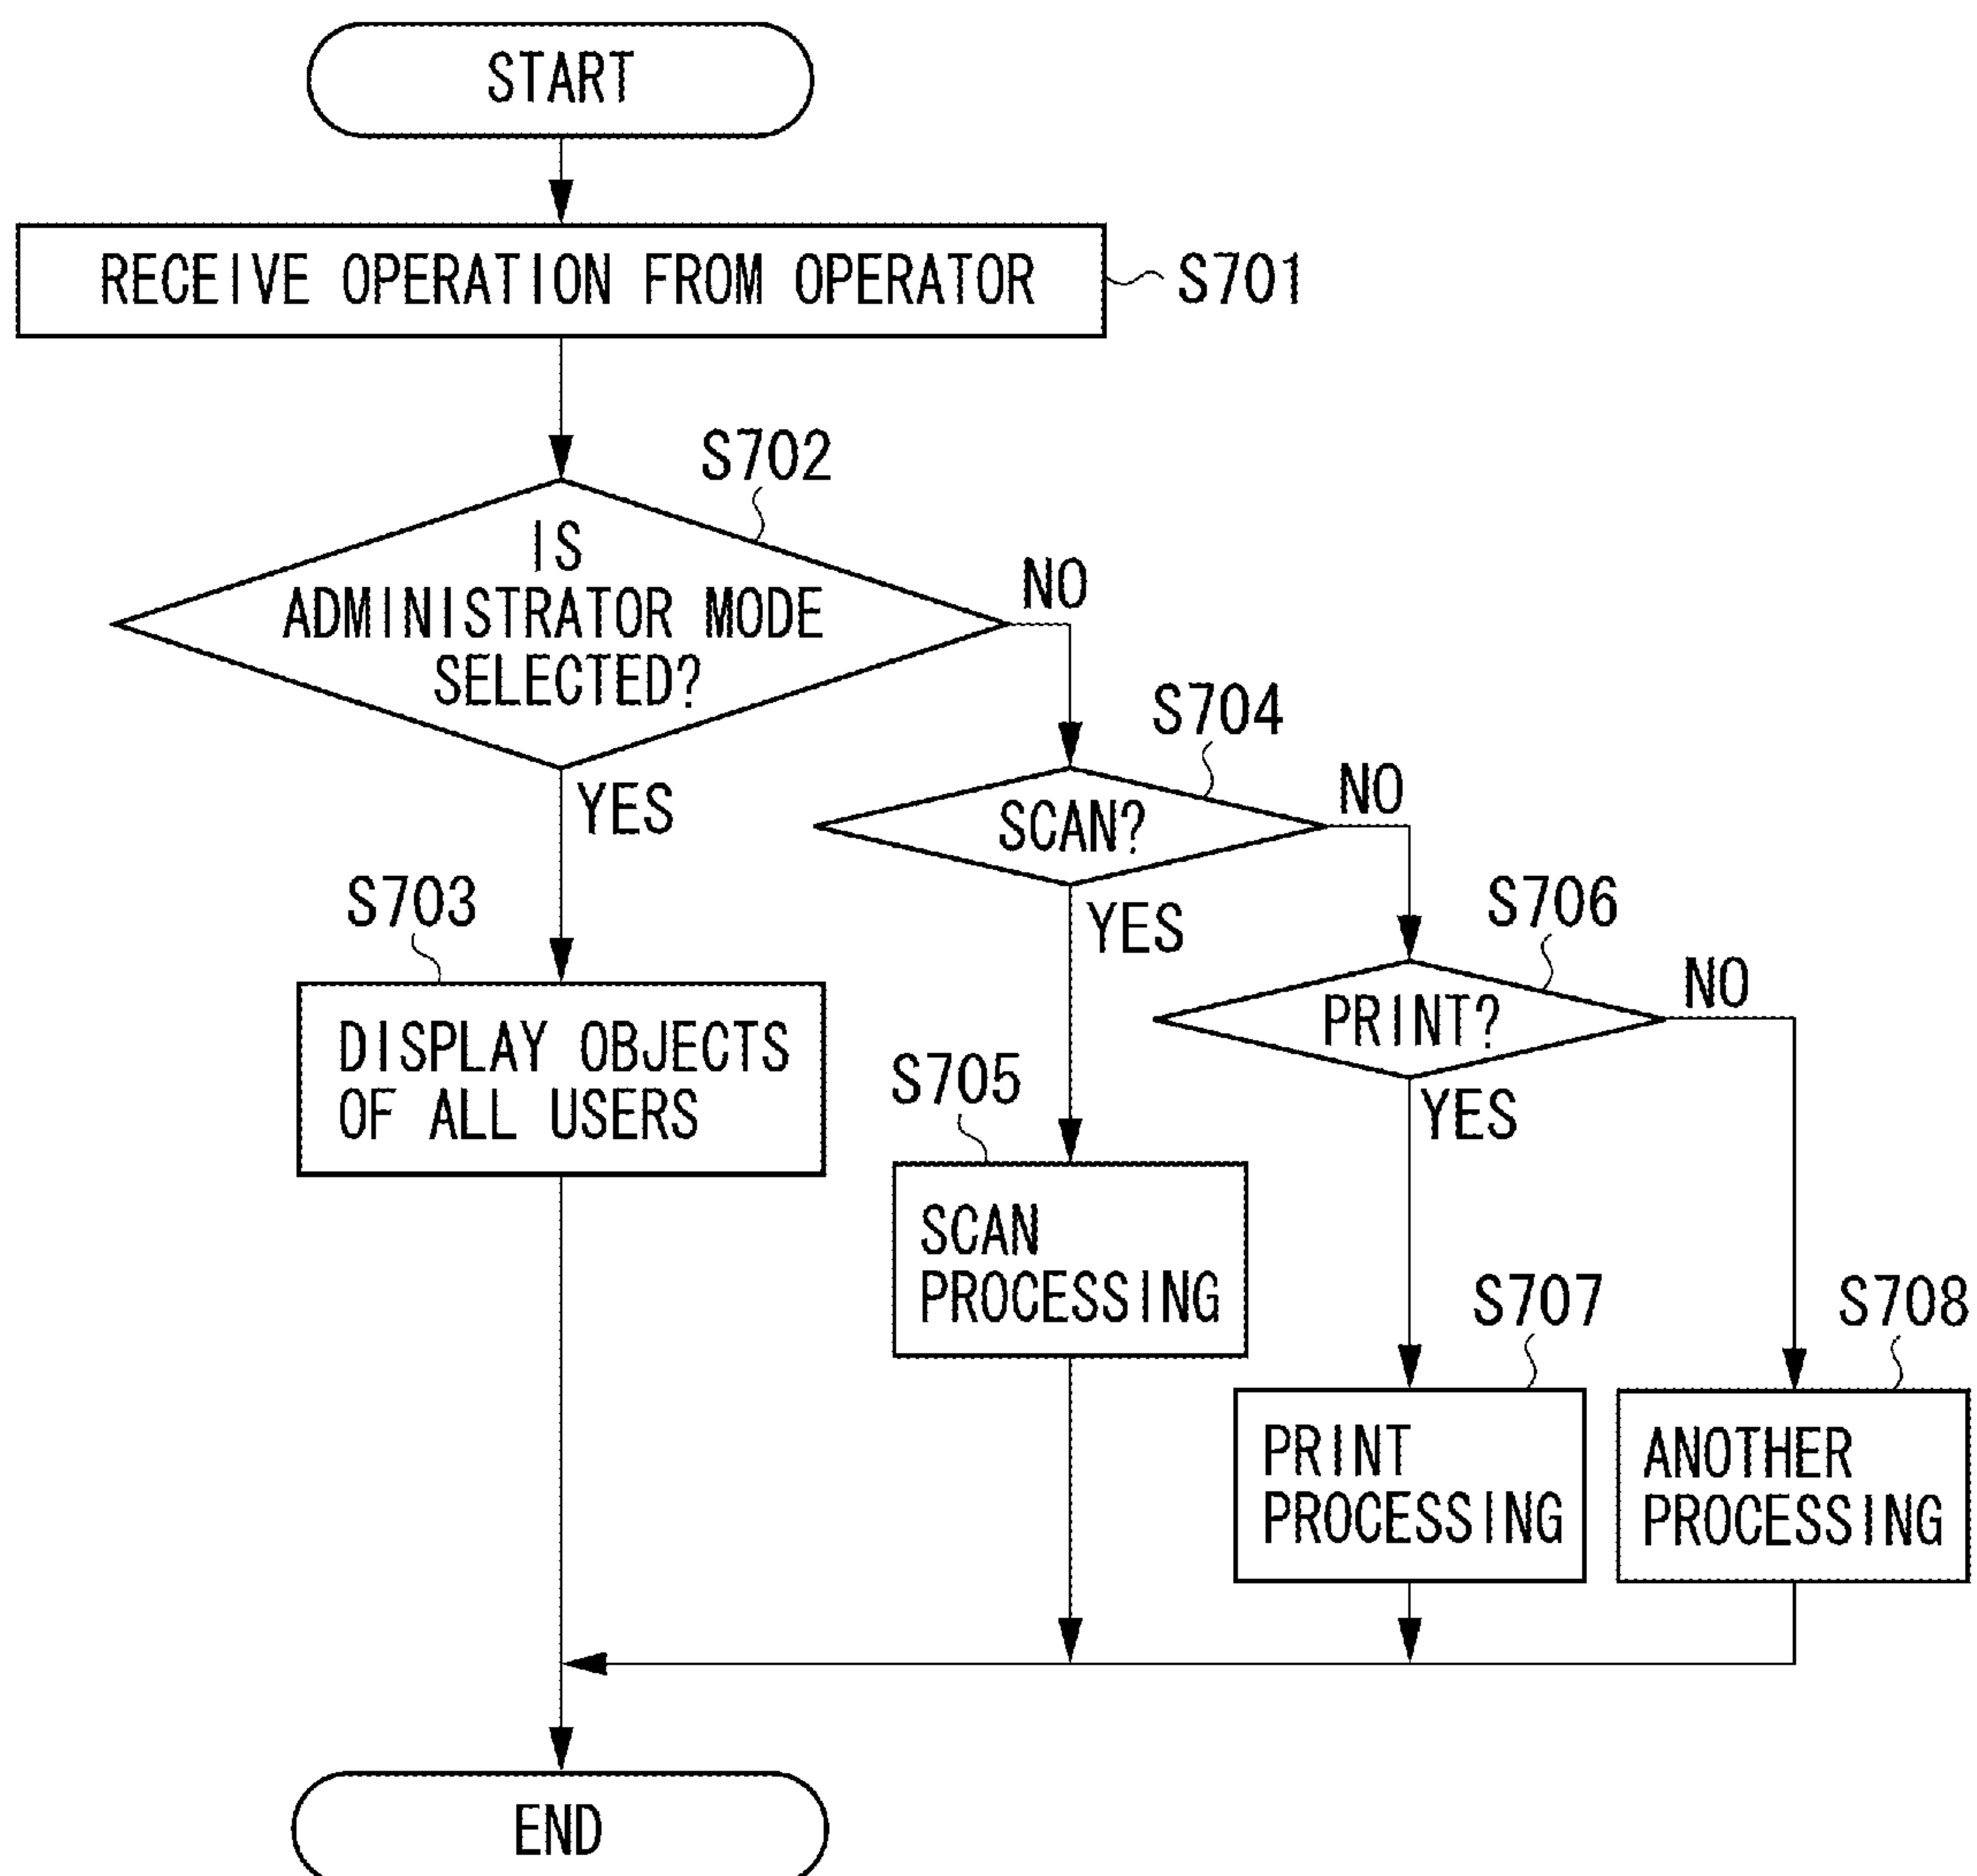 START
RECEIVE OPERATION FROM OPERATOR
S701
S702
IS
ADMINISTRATOR MODE
SELECTED?
NO
YES
S704
SCAN?
NO
YES
S703
DISPLAY OBJECTS
OF ALL USERS
S706
PRINT?
NO
YES
S705
SCAN
PROCESSING
S707
PRINT
PROCESSING
S708
ANOTHER
PROCESSING
END